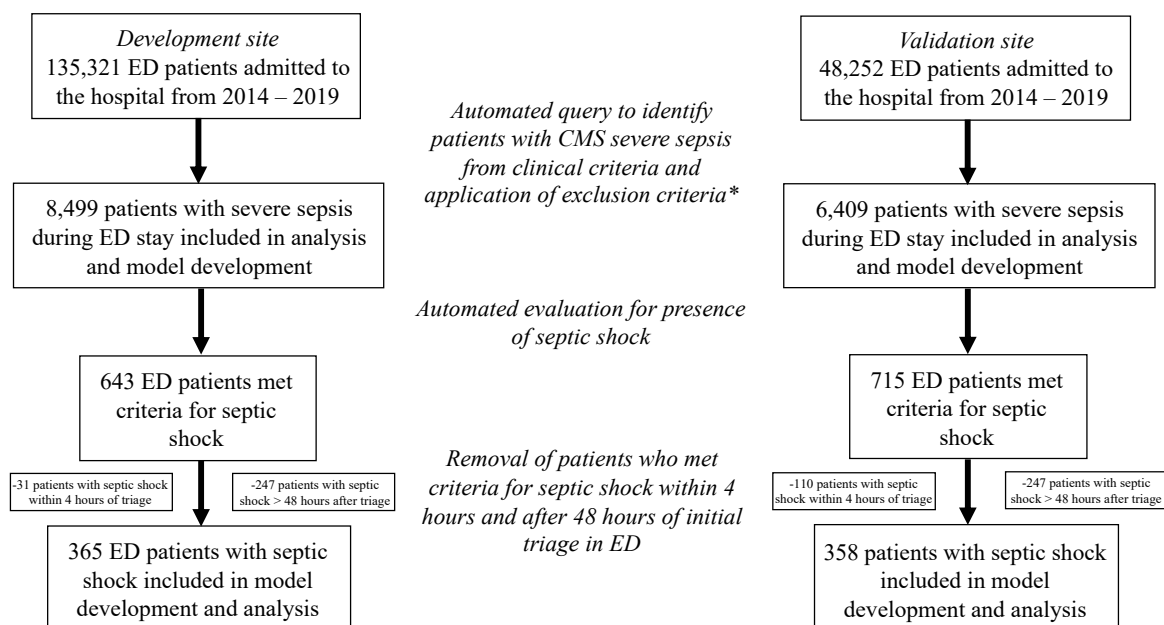 Development site
135,321 ED patients admitted to
the hospital from 2014 – 2019
Validation site
48,252 ED patients admitted to
the hospital from 2014 – 2019
Automated query to identify
patients with CMS severe sepsis
from clinical criteria and
application of exclusion criteria*
8,499 patients with severe sepsis
during ED stay included in analysis
and model development
6,409 patients with severe sepsis
during ED stay included in analysis
and model development
Automated evaluation for presence
of septic shock
643 ED patients met
criteria for septic
shock
715 ED patients met
criteria for septic
shock
-31 patients with septic shock
within 4 hours of triage
-247 patients with septic
shock > 48 hours after triage
Removal of patients who met
criteria for septic shock within 4
hours and after 48 hours of initial
triage in ED
-110 patients with septic
shock within 4 hours of triage
-247 patients with septic
shock > 48 hours after triage
365 ED patients with septic
shock included in model
development and analysis
358 patients with septic shock
included in model
development and analysis